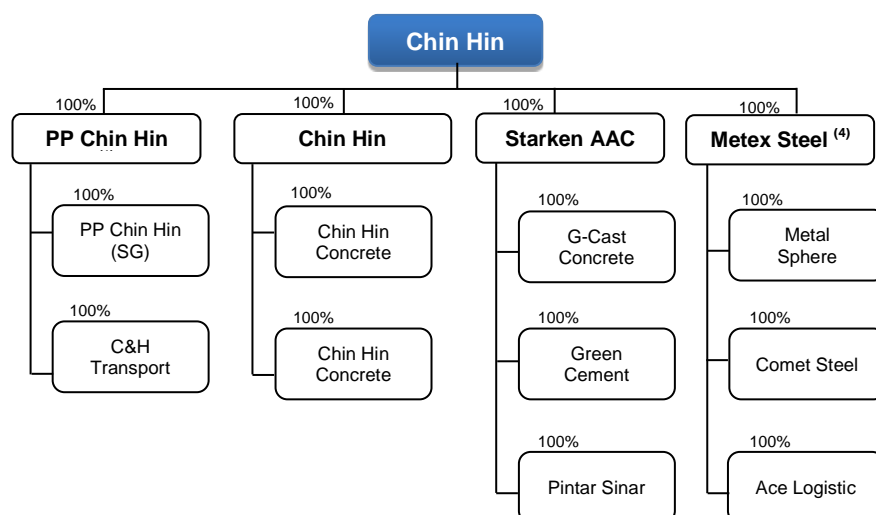 Chin Hin
100%
100%
100%
100%
PP Chin Hin
Chin Hin
Starken AAC
Metex Steel (4)
100%
100%
100%
100%
PP Chin Hin
(SG)
Chin Hin
Concrete
G-Cast
Concrete
Metal
Sphere
100%
100%
100%
100%
C&H
Transport
Chin Hin
Concrete
Green
Cement
Comet Steel
100%
100%
Pintar Sinar
Ace Logistic